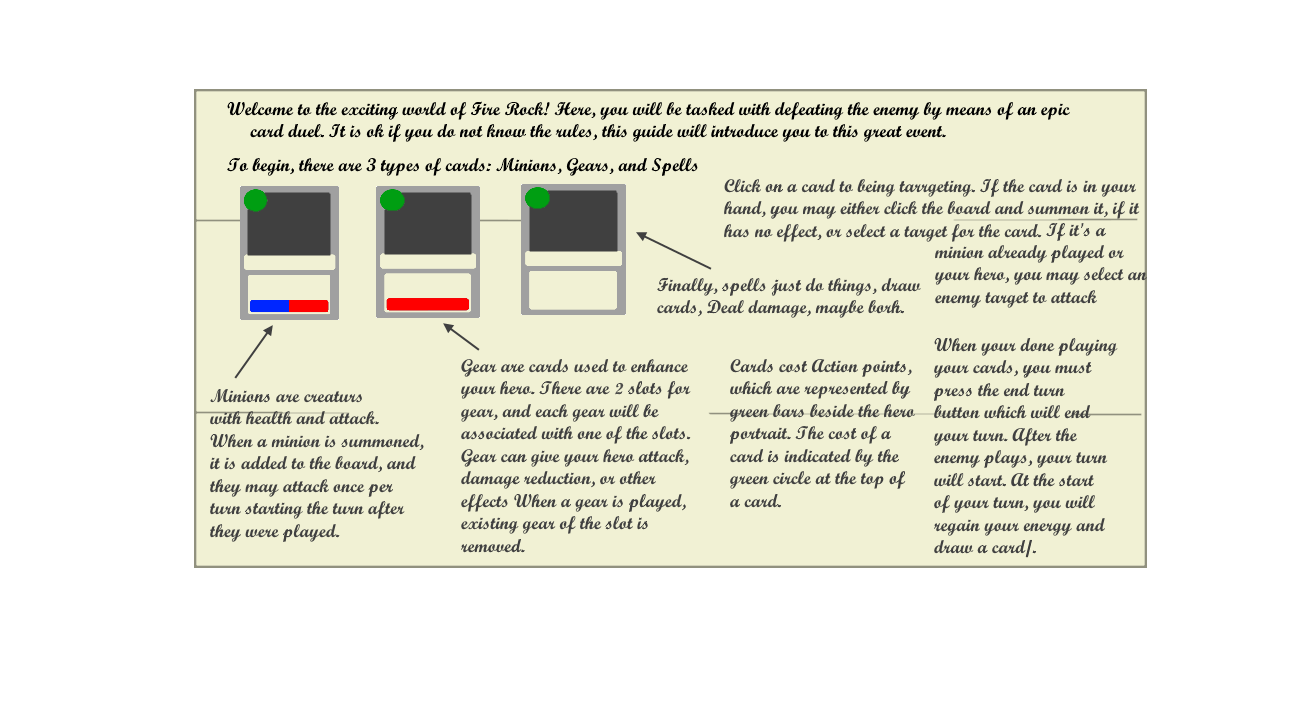 Welcome to the exciting world of Fire Rock! Here, you will be tasked with defeating the enemy by means of an epic
card duel. It is ok if you do not know the rules, this guide will introduce you to this great event.
To begin, there are 3 types of cards: Minions, Gears, and Spells
Click on a card to being tarrgeting. If the card is in your
hand, you may either click the board and summon it, if it
has no effect, or select a target for the card. If it's a
minion already played or
your hero, you may select an
enemy target to attack
Finally, spells just do things, draw
cards, Deal damage, maybe borh.
Minions are creaturs
with health and attack.
When a minion is summoned,
it is added to the board, and
they may attack once per
turn starting the turn after
they were played.
Gear are cards used to enhance
your hero. There are 2 slots for
gear, and each gear will be
associated with one of the slots.
Gear can give your hero attack,
damage reduction, or other
effects When a gear is played,
existing gear of the slot is
removed.
Cards cost Action points,
which are represented by
green bars beside the hero
portrait. The cost of a
card is indicated by the
green circle at the top of
a card.
When your done playing
your cards, you must
press the end turn
button which will end
your turn. After the
enemy plays, your turn
will start. At the start
of your turn, you will
regain your energy and
draw a card/.